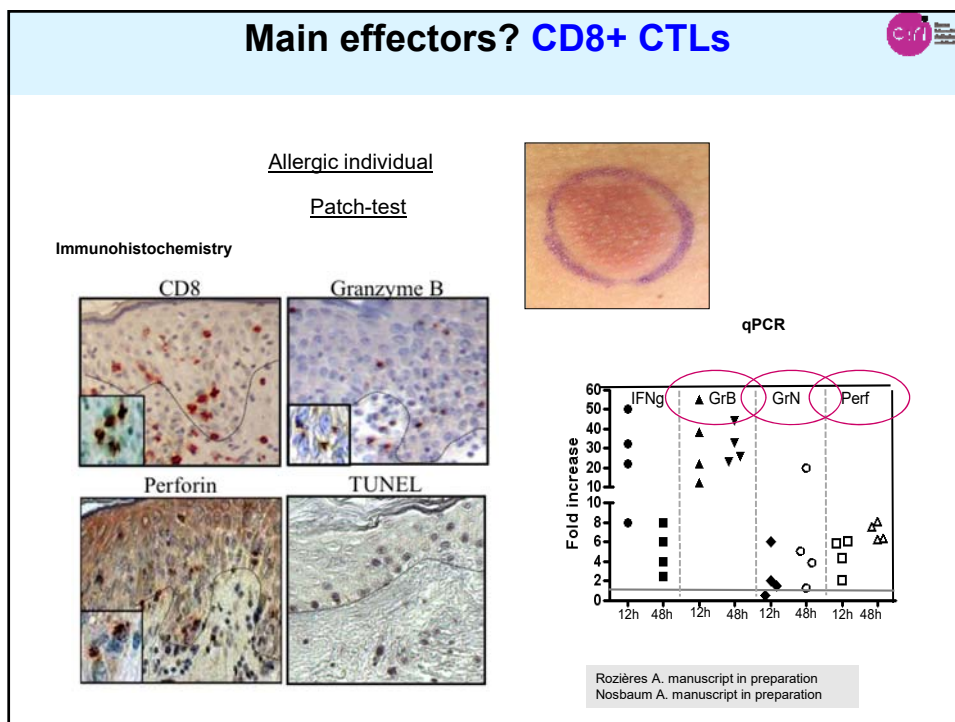 Main effectors? CD8+ CTLs
Allergic individual
Patch-test
Immunohistochemistry
CD8
Granzyme B
Perforin
TUNEL
qPCR
IFNg GrB GrN Perf
Fold increase
60
50
40
30
20
10
10
8
6
4
2
0
12h 48h 12h 48h 12h 48h 12h 48h
Rozières A. manuscript in preparation
Nosbaum A. manuscript in preparation